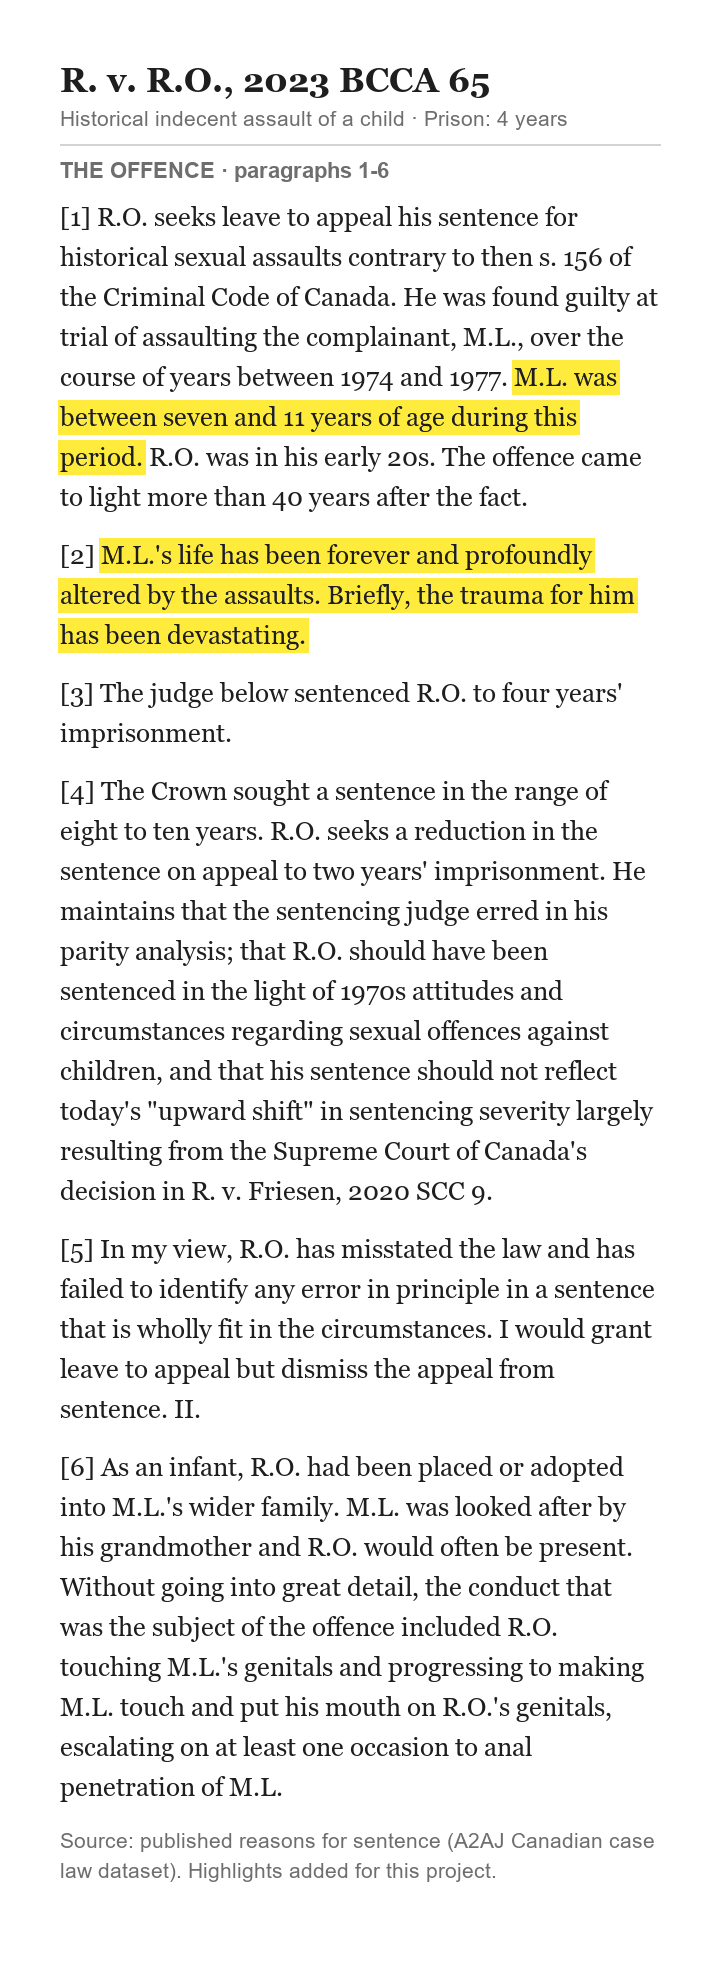 R. v. R.O., 2023 BCCA 65
Historical indecent assault of a child · Prison: 4 years
THE OFFENCE · paragraphs 1-6
[1] R.O. seeks leave to appeal his sentence for
historical sexual assaults contrary to then s. 156 of
the Criminal Code of Canada. He was found guilty at
trial of assaulting the complainant, M.L., over the
course of years between 1974 and 1977. M.L. was
between seven and 11 years of age during this
period. R.O. was in his early 20s. The offence came
to light more than 40 years after the fact.
[2] M.L.'s life has been forever and profoundly
altered by the assaults. Briefly, the trauma for him
has been devastating.
[3] The judge below sentenced R.O. to four years'
imprisonment.
[4] The Crown sought a sentence in the range of
eight to ten years. R.O. seeks a reduction in the
sentence on appeal to two years' imprisonment. He
maintains that the sentencing judge erred in his
parity analysis; that R.O. should have been
sentenced in the light of 1970s attitudes and
circumstances regarding sexual offences against
children, and that his sentence should not reflect
today's "upward shift" in sentencing severity largely
resulting from the Supreme Court of Canada's
decision in R. v. Friesen, 2020 SCC 9.
[5] In my view, R.O. has misstated the law and has
failed to identify any error in principle in a sentence
that is wholly fit in the circumstances. I would grant
leave to appeal but dismiss the appeal from
sentence. II.
[6] As an infant, R.O. had been placed or adopted
into M.L.'s wider family. M.L. was looked after by
his grandmother and R.O. would often be present.
Without going into great detail, the conduct that
was the subject of the offence included R.O.
touching M.L.'s genitals and progressing to making
M.L. touch and put his mouth on R.O.'s genitals,
escalating on at least one occasion to anal
penetration of M.L.
Source: published reasons for sentence (A2AJ Canadian case
law dataset). Highlights added for this project.